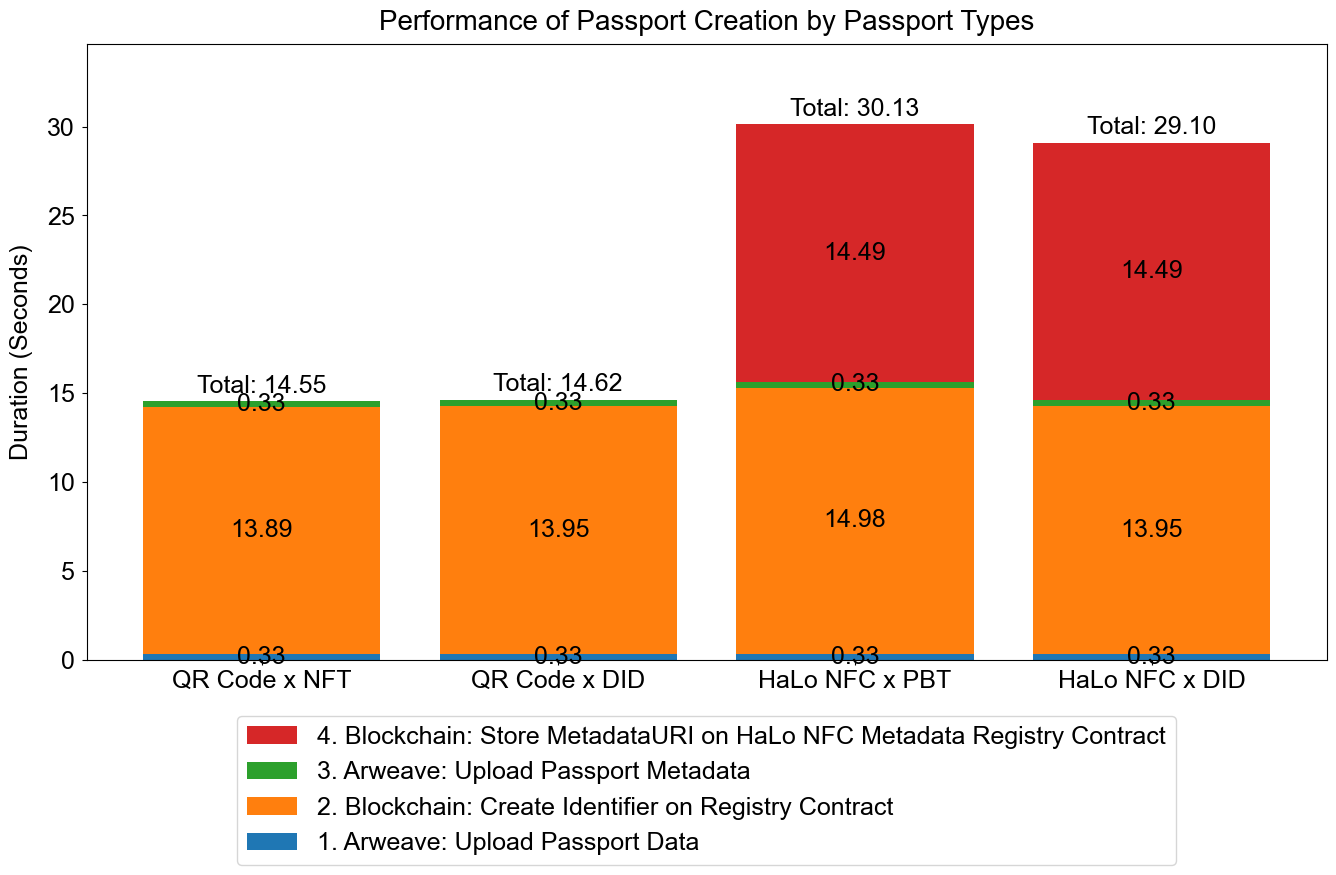 Performance of Passport Creation by Passport Types
Duration (Seconds)
30
25
20
15
10
5
0
Total: 14.55
0.33
13.89
0.33
Total: 14.62
0.33
13.95
0.33
Total: 30.13
14.49
0.33
14.98
0.33
Total: 29.10
14.49
0.33
13.95
0.33
QR Code x NFT
QR Code x DID
HaLo NFC x PBT
HaLo NFC x DID
4. Blockchain: Store MetadataURI on HaLo NFC Metadata Registry Contract
3. Arweave: Upload Passport Metadata
2. Blockchain: Create Identifier on Registry Contract
1. Arweave: Upload Passport Data